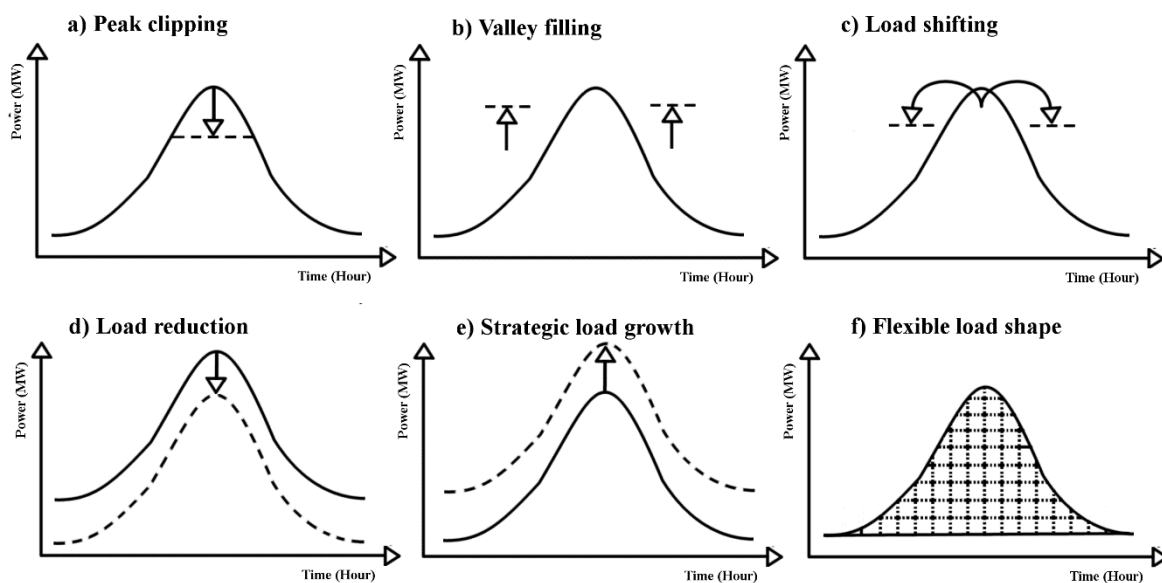 a) Peak clipping
b) Valley filling
c) Load shifting
Power (MW)
Power (MW)
Power (MW)
Time (Hour)
Time (Hour)
Time (Hour)
d) Load reduction
e) Strategic load growth
f) Flexible load shape
Power (MW)
Power (MW)
Power (MW)
Time (Hour)
Time (Hour)
Time (Hour)